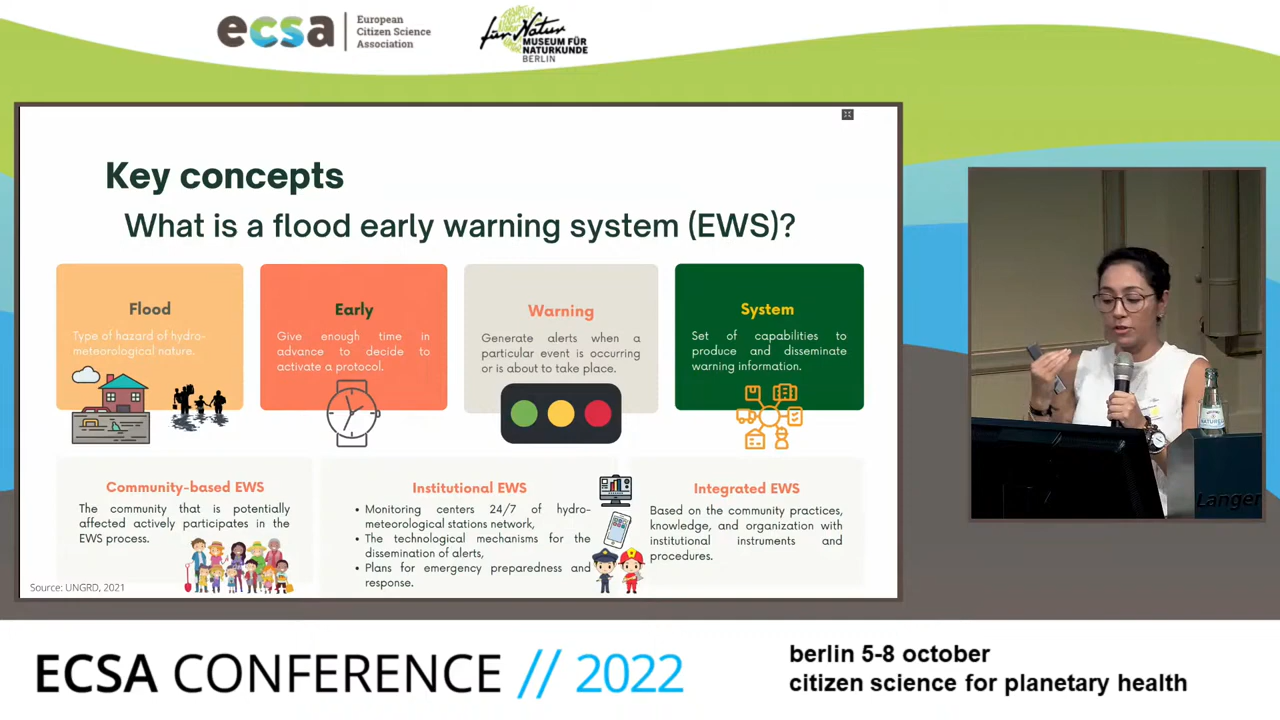 ecsa
European
Citizen Science
Association
für Natur
MUSEUM FÜR
NATURKUNDE
BERLIN
Key concepts
What is a flood early warning system (EWS)?
Flood
Type of hazard of hydro-
meteorological nature.
Early
Give enough time in
advance to decide to
activate a protocol.
Warning
Generate alerts when a
particular event is occurring
or is about to take place.
System
Set of capabilities to
produce and disseminate
warning information.
Community-based EWS
The community that is potentially
affected actively participates in the
EWS process.
Institutional EWS
• Monitoring centers 24/7 of hydro-
meteorological stations network,
• The technological mechanisms for the
dissemination of alerts,
• Plans for emergency preparedness and
response.
Integrated EWS
Based on the community practices,
knowledge, and organization with
institutional instruments and
procedures.
Source: UNGRD, 2021
Langer
ECSA CONFERENCE // 2022
berlin 5-8 october
citizen science for planetary health